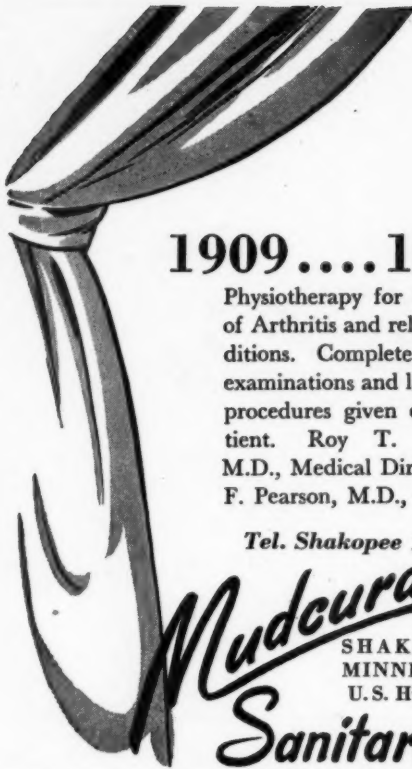 1909....1
Physiotherapy for
of Arthritis and rel
ditions. Complete
examinations and l
procedures given
tient. Roy T.
M.D., Medical Dir
F. Pearson, M.D.,
Tel. Shakopee
Mudcura
SHAK
MINNE
U.S. H
Sanitar